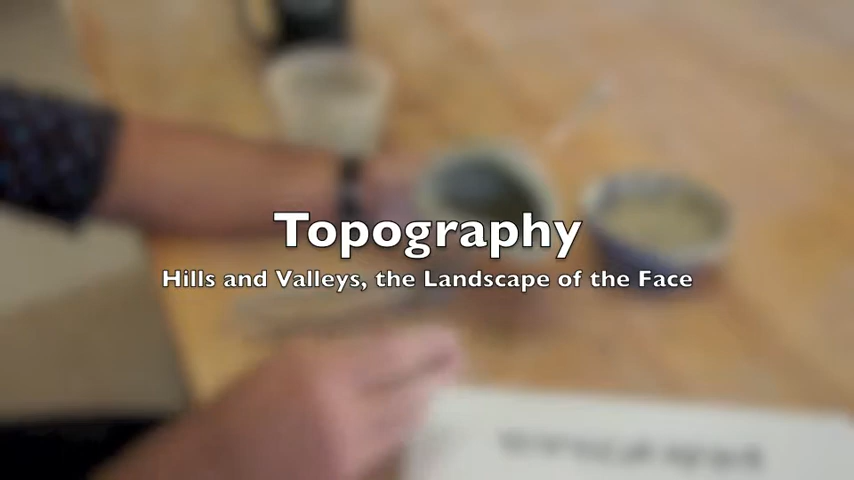 Topography
Hills and Valleys, the Landscape of the Face